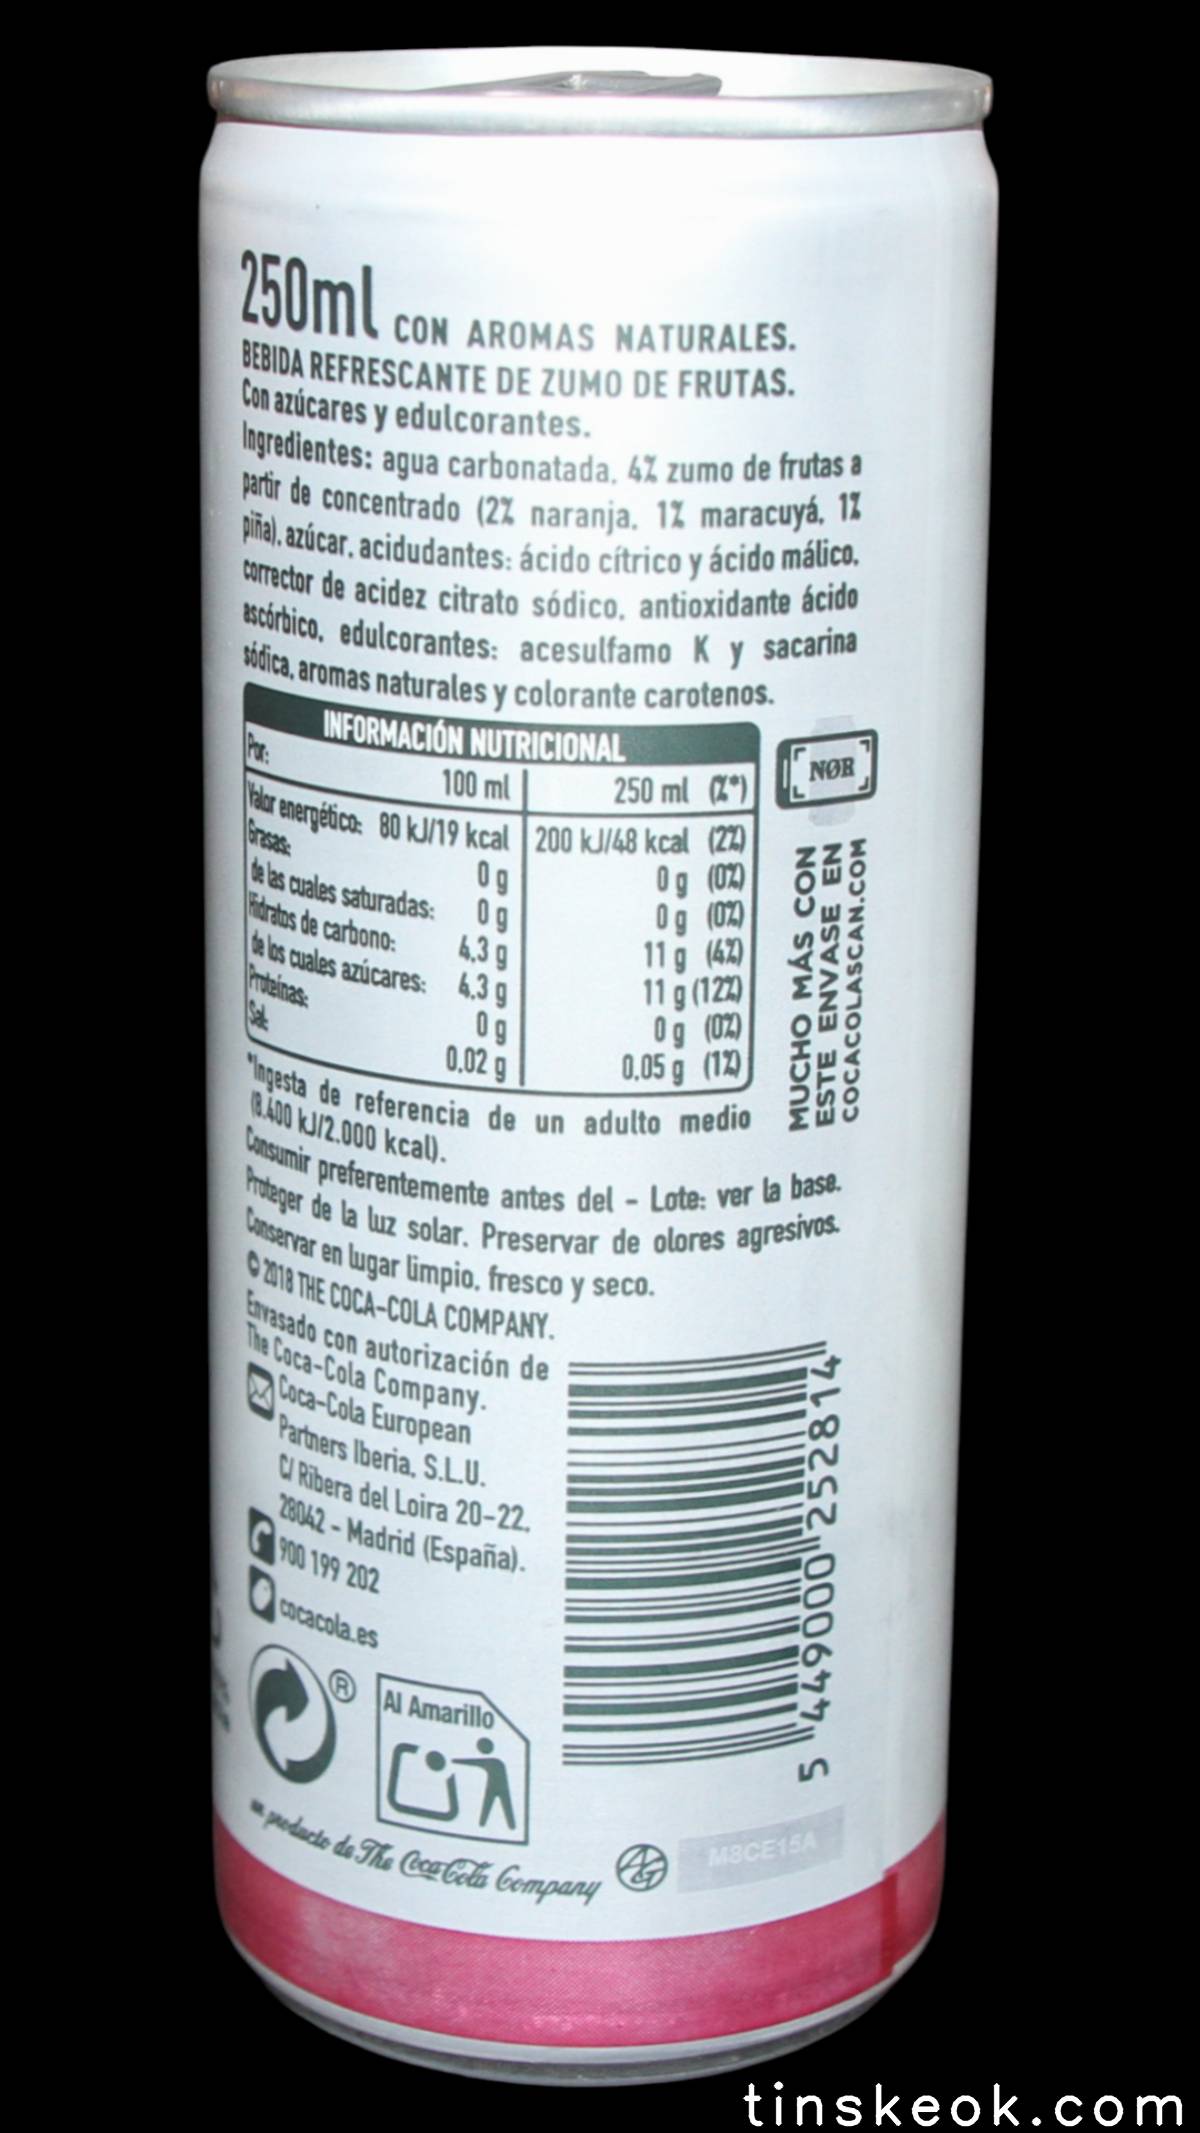 250ml CON AROMAS NATURALES.
BEBIDA REFRESCANTE DE ZUMO DE FRUTAS.
Con azúcares y edulcorantes.
Ingredientes: agua carbonatada, 4% zumo de frutas a
partir de concentrado (2% naranja, 1% maracuyá, 1%
piña), azúcar, acidudantes: ácido cítrico y ácido málico,
corrector de acidez citrato sódico, antioxidante ácido
ascórbico, edulcorantes: acesulfamo K y sacarina
sódica, aromas naturales y colorante carotenos.
INFORMACIÓN NUTRICIONAL
Por: 100 ml 250 ml (%*)
Valor energético: 80 kJ/19 kcal 200 kJ/48 kcal (2%)
Grasas: 0 g 0 g (0%)
de las cuales saturadas: 0 g 0 g (0%)
Hidratos de carbono: 4,3 g 11 g (4%)
de los cuales azúcares: 4,3 g 11 g (12%)
Proteínas: 0 g 0 g (0%)
Sal: 0,02 g 0,05 g (1%)
*Ingesta de referencia de un adulto medio
(8.400 kJ/2.000 kcal).
NØR
MUCHO MÁS CON
ESTE ENVASE EN
COCACOLASCAN.COM
Consumir preferentemente antes del - Lote: ver la base.
Proteger de la luz solar. Preservar de olores agresivos.
Conservar en lugar limpio, fresco y seco.
© 2018 THE COCA-COLA COMPANY.
Envasado con autorización de
The Coca-Cola Company.
Coca-Cola European
Partners Iberia, S.L.U.
C/ Ribera del Loira 20-22,
28042 - Madrid (España).
900 199 202
cocacola.es
5 449000 252814
®
Al Amarillo
un producto de The Coca-Cola Company
AG
M8CE15A
tinskeok.com